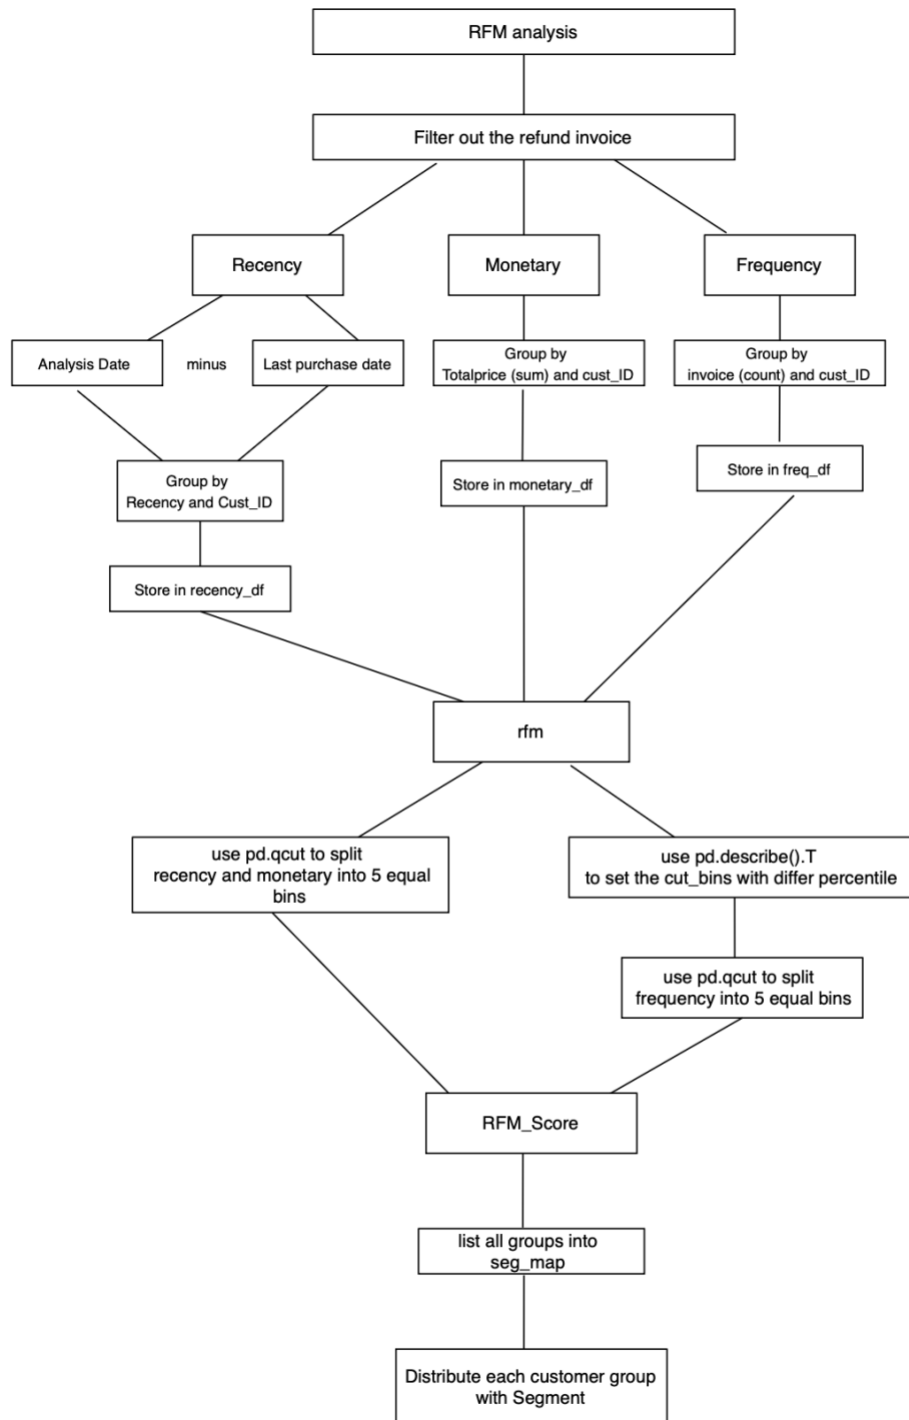 RFM analysis
Filter out the refund invoice
Recency
Monetary
Frequency
Analysis Date
minus
Last purchase date
Group by
Totalprice (sum) and cust_ID
Group by
invoice (count) and cust_ID
Group by
Recency and Cust_ID
Store in monetary_df
Store in freq_df
Store in recency_df
rfm
use pd.qcut to split
recency and monetary into 5 equal
bins
use pd.describe().T
to set the cut_bins with differ percentile
use pd.qcut to split
frequency into 5 equal bins
RFM_Score
list all groups into
seg_map
Distribute each customer group
with Segment